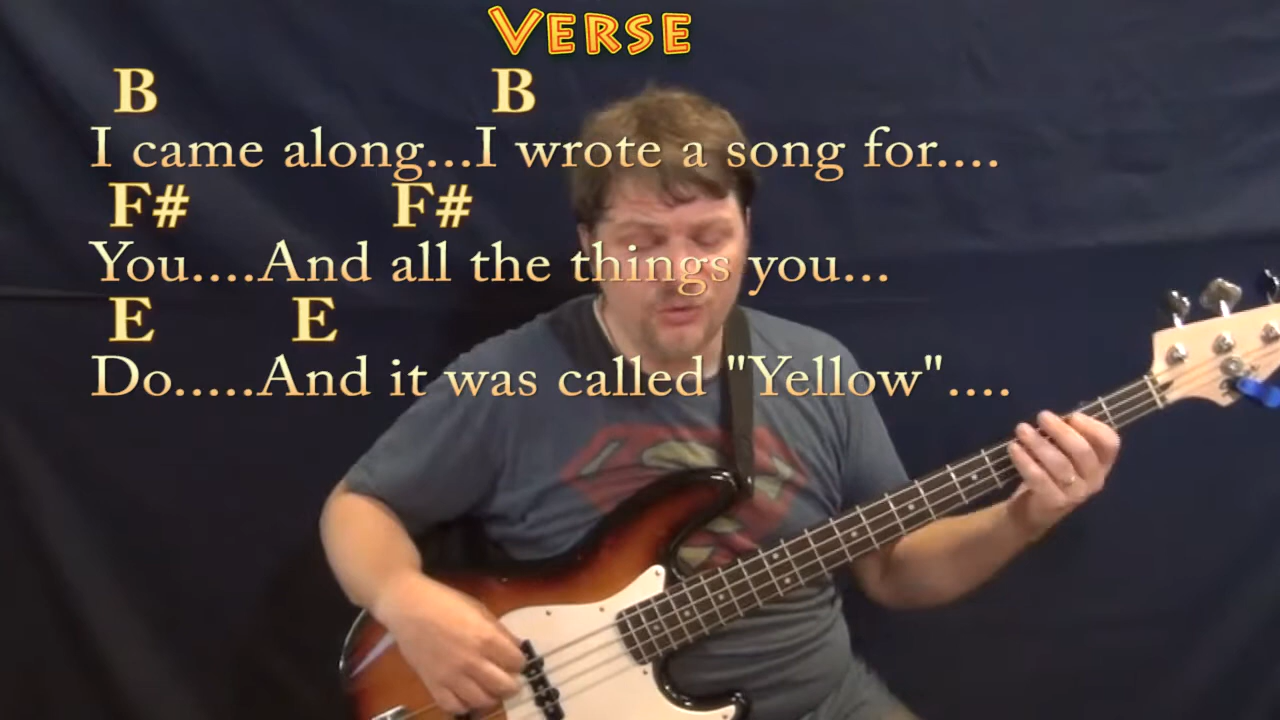 VERSE
B B
I came along...I wrote a song for....
F# F#
You....And all the things you...
E E
Do.....And it was called "Yellow"....